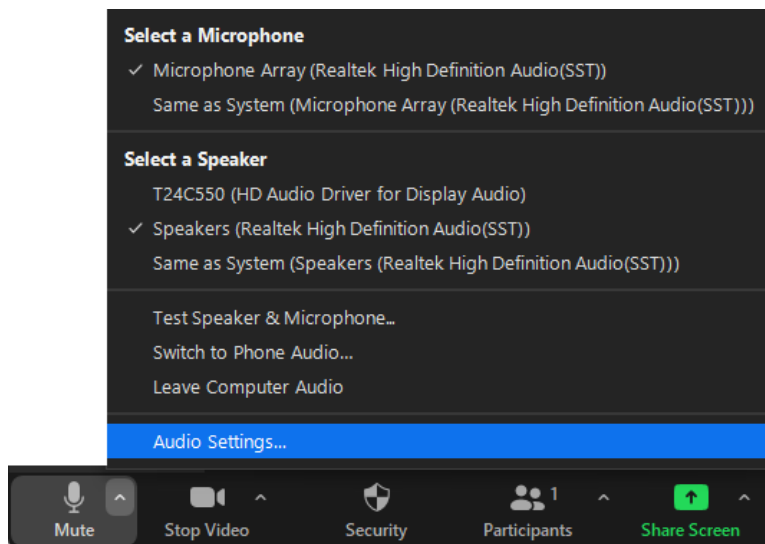 Select a Microphone
✓ Microphone Array (Realtek High Definition Audio(SST))
Same as System (Microphone Array (Realtek High Definition Audio(SST)))
Select a Speaker
T24C550 (HD Audio Driver for Display Audio)
✓ Speakers (Realtek High Definition Audio(SST))
Same as System (Speakers (Realtek High Definition Audio(SST)))
Test Speaker & Microphone...
Switch to Phone Audio...
Leave Computer Audio
Audio Settings...
1
Mute Stop Video Security Participants Share Screen